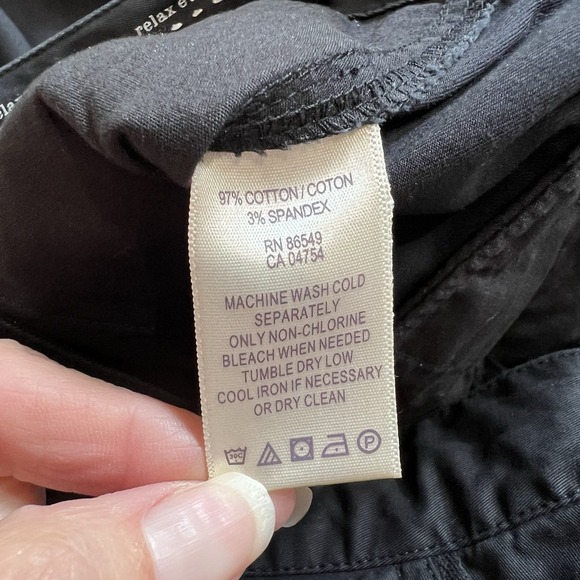 relax
97% COTTON/COTON
3% SPANDEX
RN 86549
CA 04754
MACHINE WASH COLD
SEPARATELY
ONLY NON-CHLORINE
BLEACH WHEN NEEDED
TUMBLE DRY LOW
COOL IRON IF NECESSARY
OR DRY CLEAN
30C
P